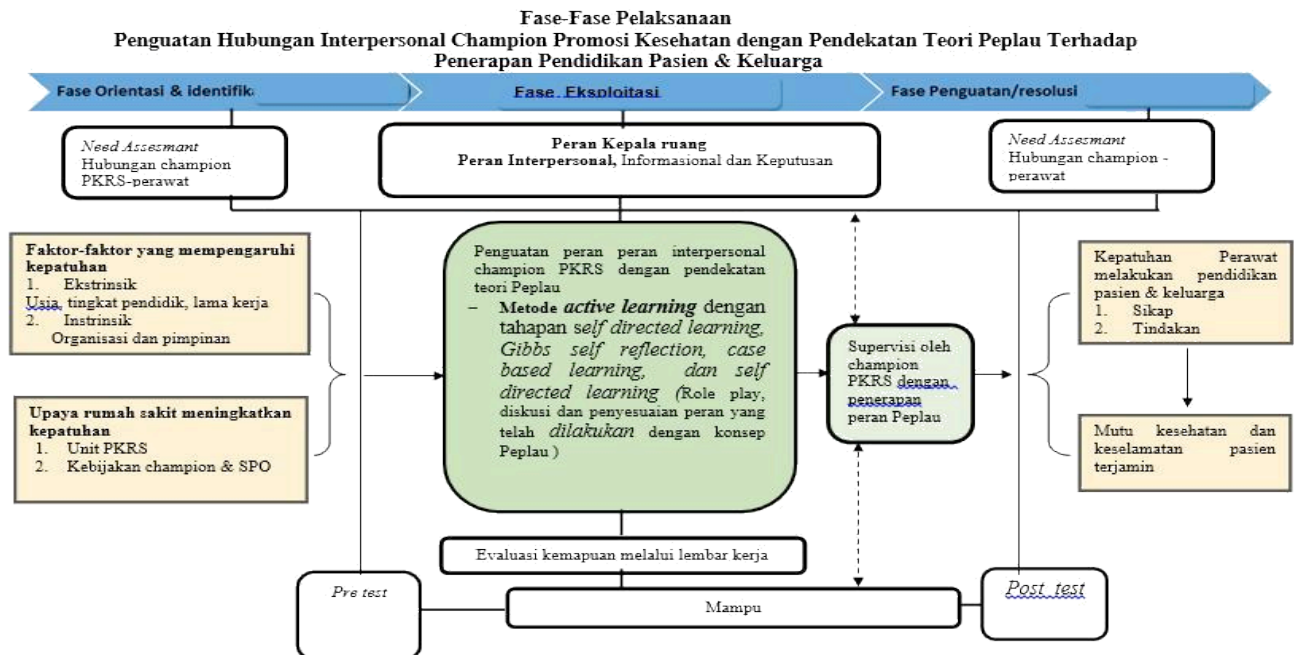 Fase-Fase Pelaksanaan
Penguatan Hubungan Interpersonal Champion Promosi Kesehatan dengan Pendekatan Teori Peplau Terhadap
Penerapan Pendidikan Pasien & Keluarga
Fase Orientasi & identifik
Fase Eksploitasi
Fase Penguatan/resolusi
Need Assesmant
Hubungan champion
PKRS-perawat
Peran Kepala ruang
Peran Interpersonal, Informasional dan Keputusan
Need Assesmant
Hubungan champion -
perawat
Faktor-faktor yang mempengaruhi
kepatuhan
1. Ekstrinsik
Usia, tingkat pendidik, lama kerja
2. Instrinsik
Organisasi dan pimpinan
Upaya rumah sakit meningkatkan
kepatuhan
1. Unit PKRS
2. Kebijakan champion & SPO
Penguatan peran peran interpersonal
champion PKRS dengan pendekatan
teori Peplau
– Metode active learning dengan
tahapan self directed learning,
Gibbs self reflection, case
based learning, dan self
directed learning (Role play,
diskusi dan penyesuaian peran yang
telah dilakukan dengan konsep
Peplau )
Supervisi oleh
champion
PKRS dengan
penerapan
peran Peplau
Kepatuhan Perawat
melakukan pendidikan
pasien & keluarga
1. Sikap
2. Tindakan
Mutu kesehatan dan
keselamatan pasien
terjamin
Evaluasi kemapuan melalui lembar kerja
Pre test
Mampu
Post test